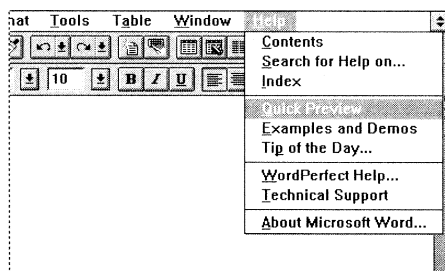 nat Tools Table Window Help
Contents
Search for Help on...
10 B I U
Index
Quick Preview
Examples and Demos
Tip of the Day...
WordPerfect Help...
Technical Support
About Microsoft Word...